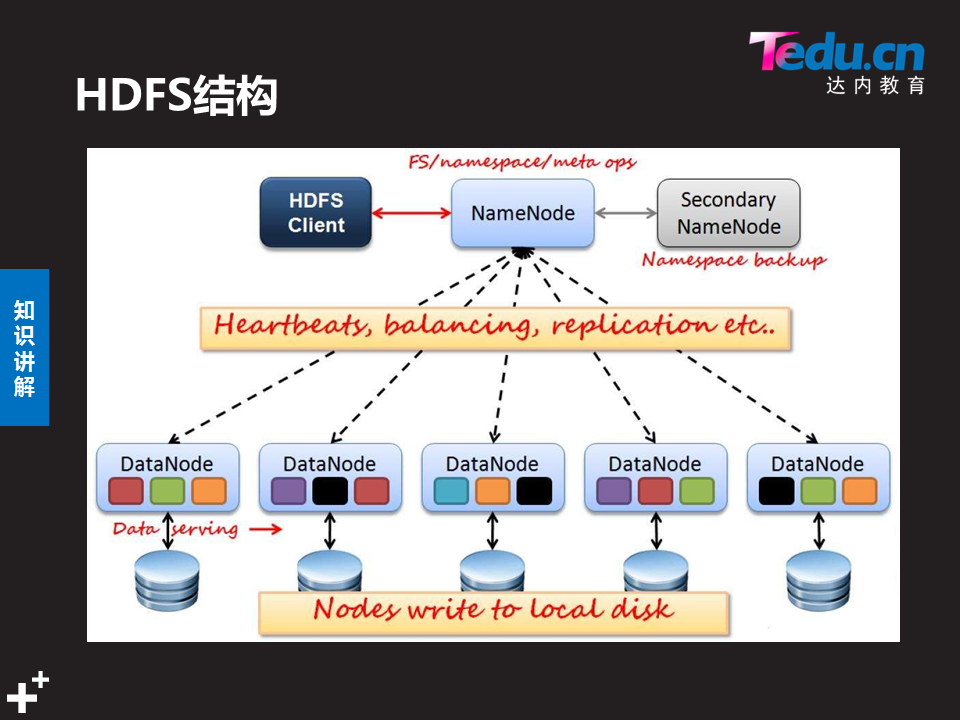 Tedu.cn
达内教育
HDFS结构
知识讲解
FS/namespace/meta ops
HDFS
Client
NameNode
Secondary
NameNode
Namespace backup
Heartbeats, balancing, replication etc..
DataNode
DataNode
DataNode
DataNode
DataNode
Data serving
Nodes write to local disk